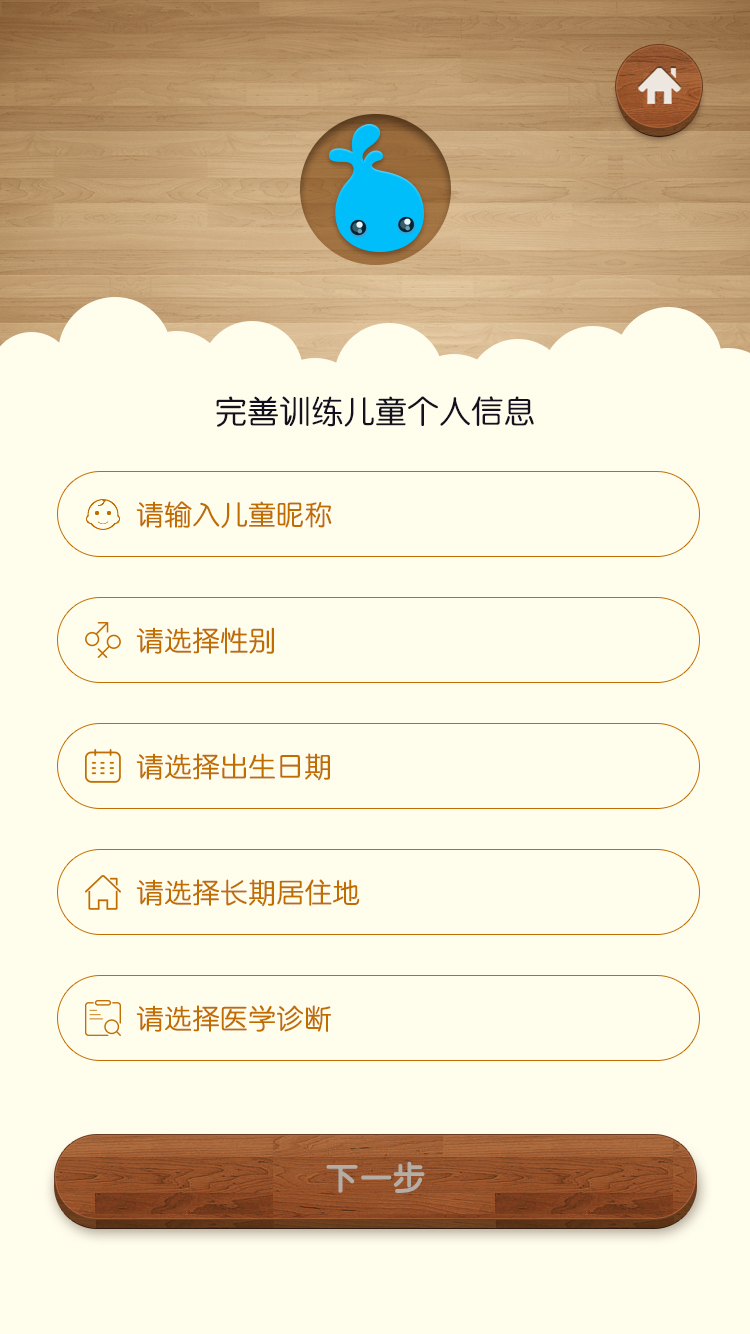 完善训练儿童个人信息
请输入儿童昵称
请选择性别
请选择出生日期
请选择长期居住地
请选择医学诊断
下一步